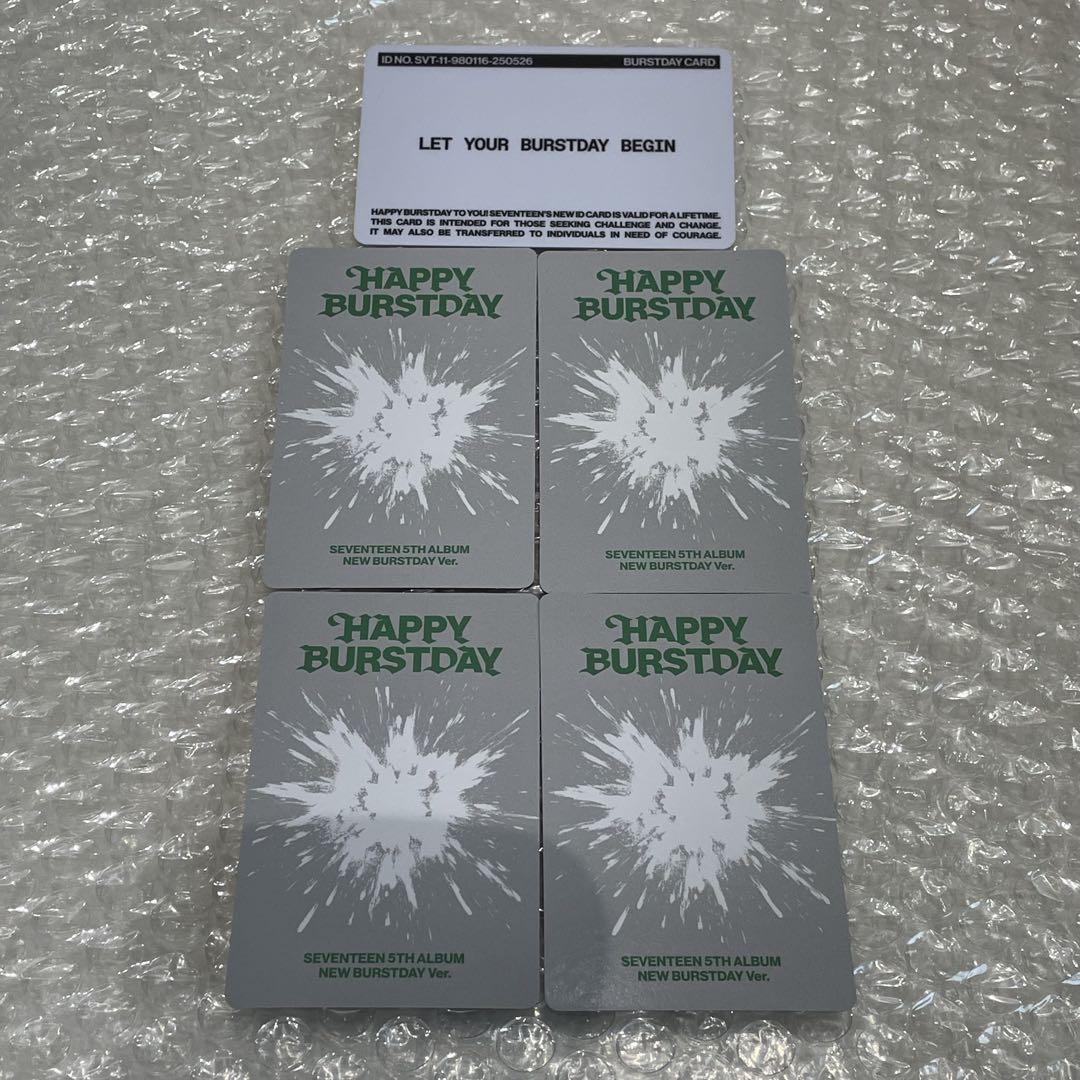 ID NO. SVT-11-980116-250526 BURSTDAY CARD
LET YOUR BURSTDAY BEGIN
HAPPY BURSTDAY TO YOU! SEVENTEEN'S NEW ID CARD IS VALID FOR A LIFETIME.
THIS CARD IS INTENDED FOR THOSE SEEKING CHALLENGE AND CHANGE.
IT MAY ALSO BE TRANSFERRED TO INDIVIDUALS IN NEED OF COURAGE.
HAPPY
BURSTDAY
SEVENTEEN 5TH ALBUM
NEW BURSTDAY Ver.
HAPPY
BURSTDAY
SEVENTEEN 5TH ALBUM
NEW BURSTDAY Ver.
HAPPY
BURSTDAY
SEVENTEEN 5TH ALBUM
NEW BURSTDAY Ver.
HAPPY
BURSTDAY
SEVENTEEN 5TH ALBUM
NEW BURSTDAY Ver.